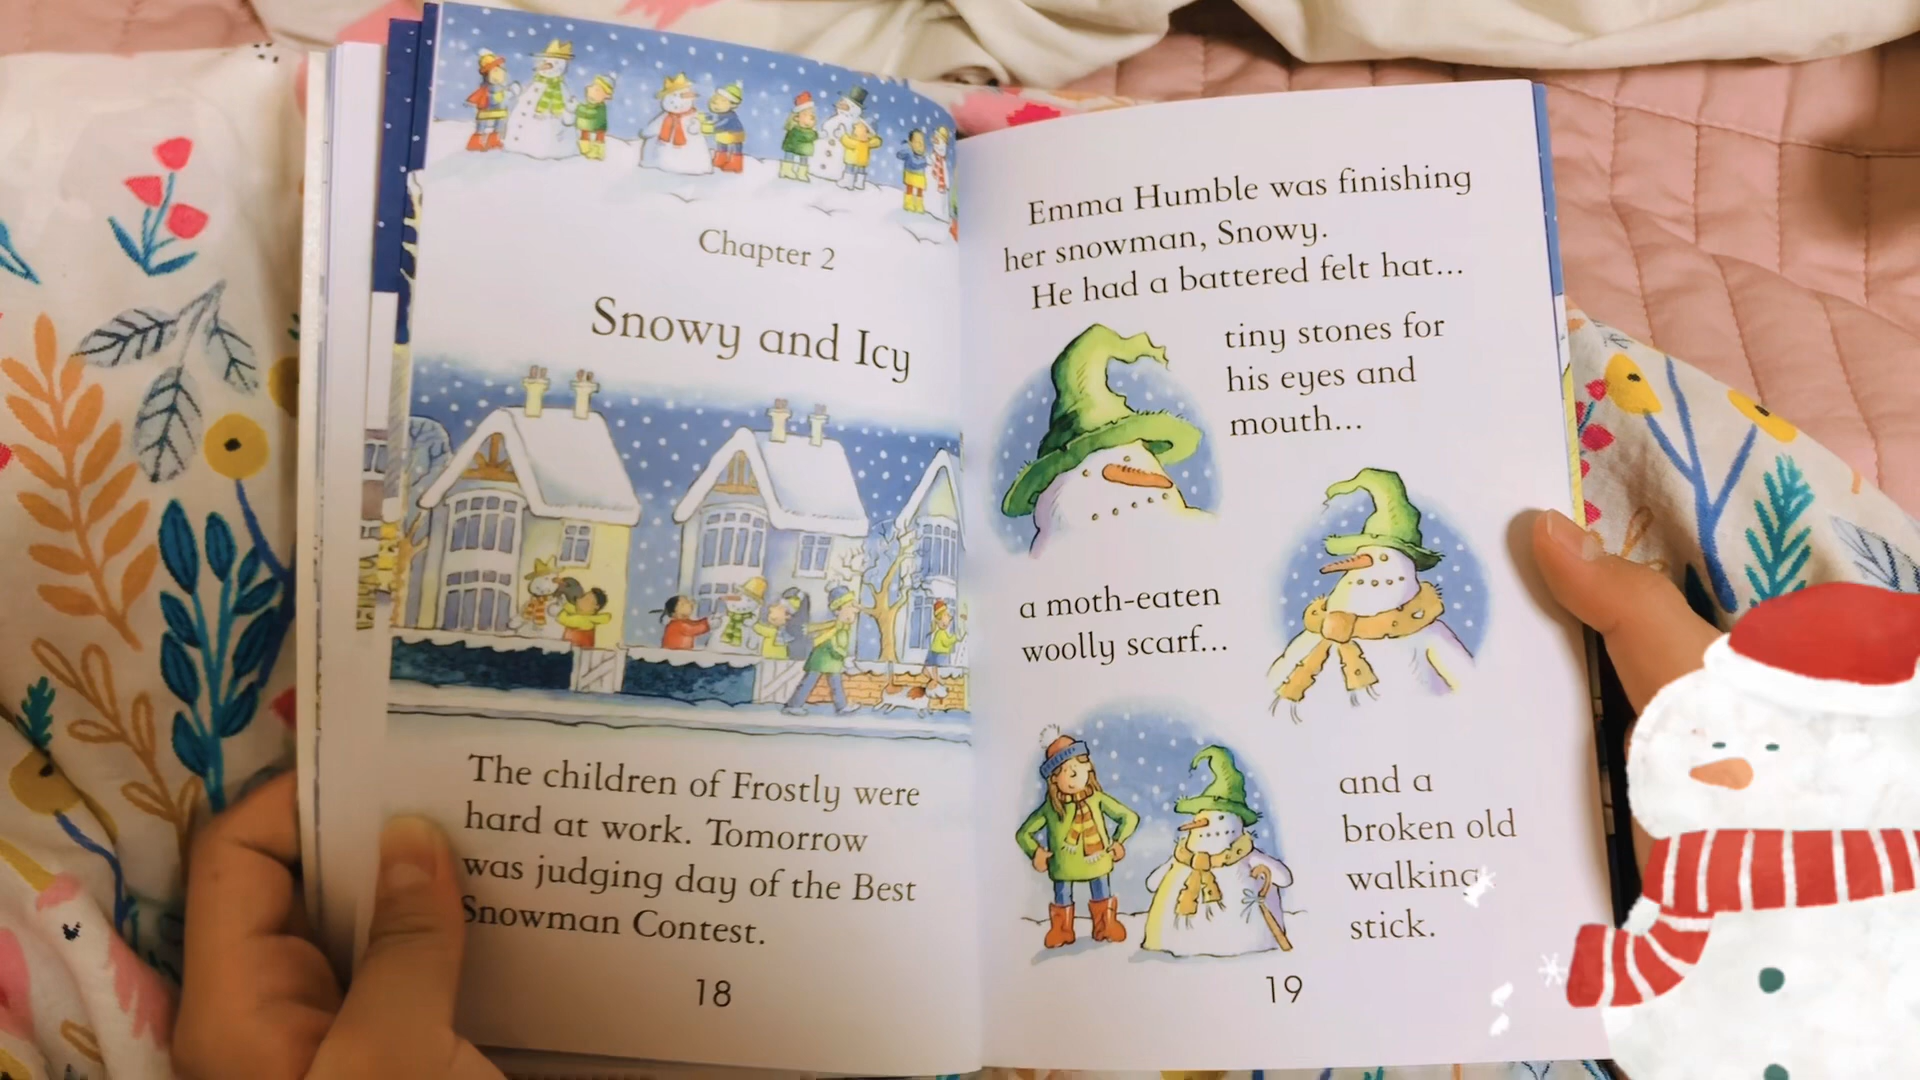 Chapter 2
Snowy and Icy
The children of Frostly were
hard at work. Tomorrow
was judging day of the Best
Snowman Contest.
18
Emma Humble was finishing
her snowman, Snowy.
He had a battered felt hat...
tiny stones for
his eyes and
mouth...
a moth-eaten
woolly scarf...
and a
broken old
walking
stick.
19